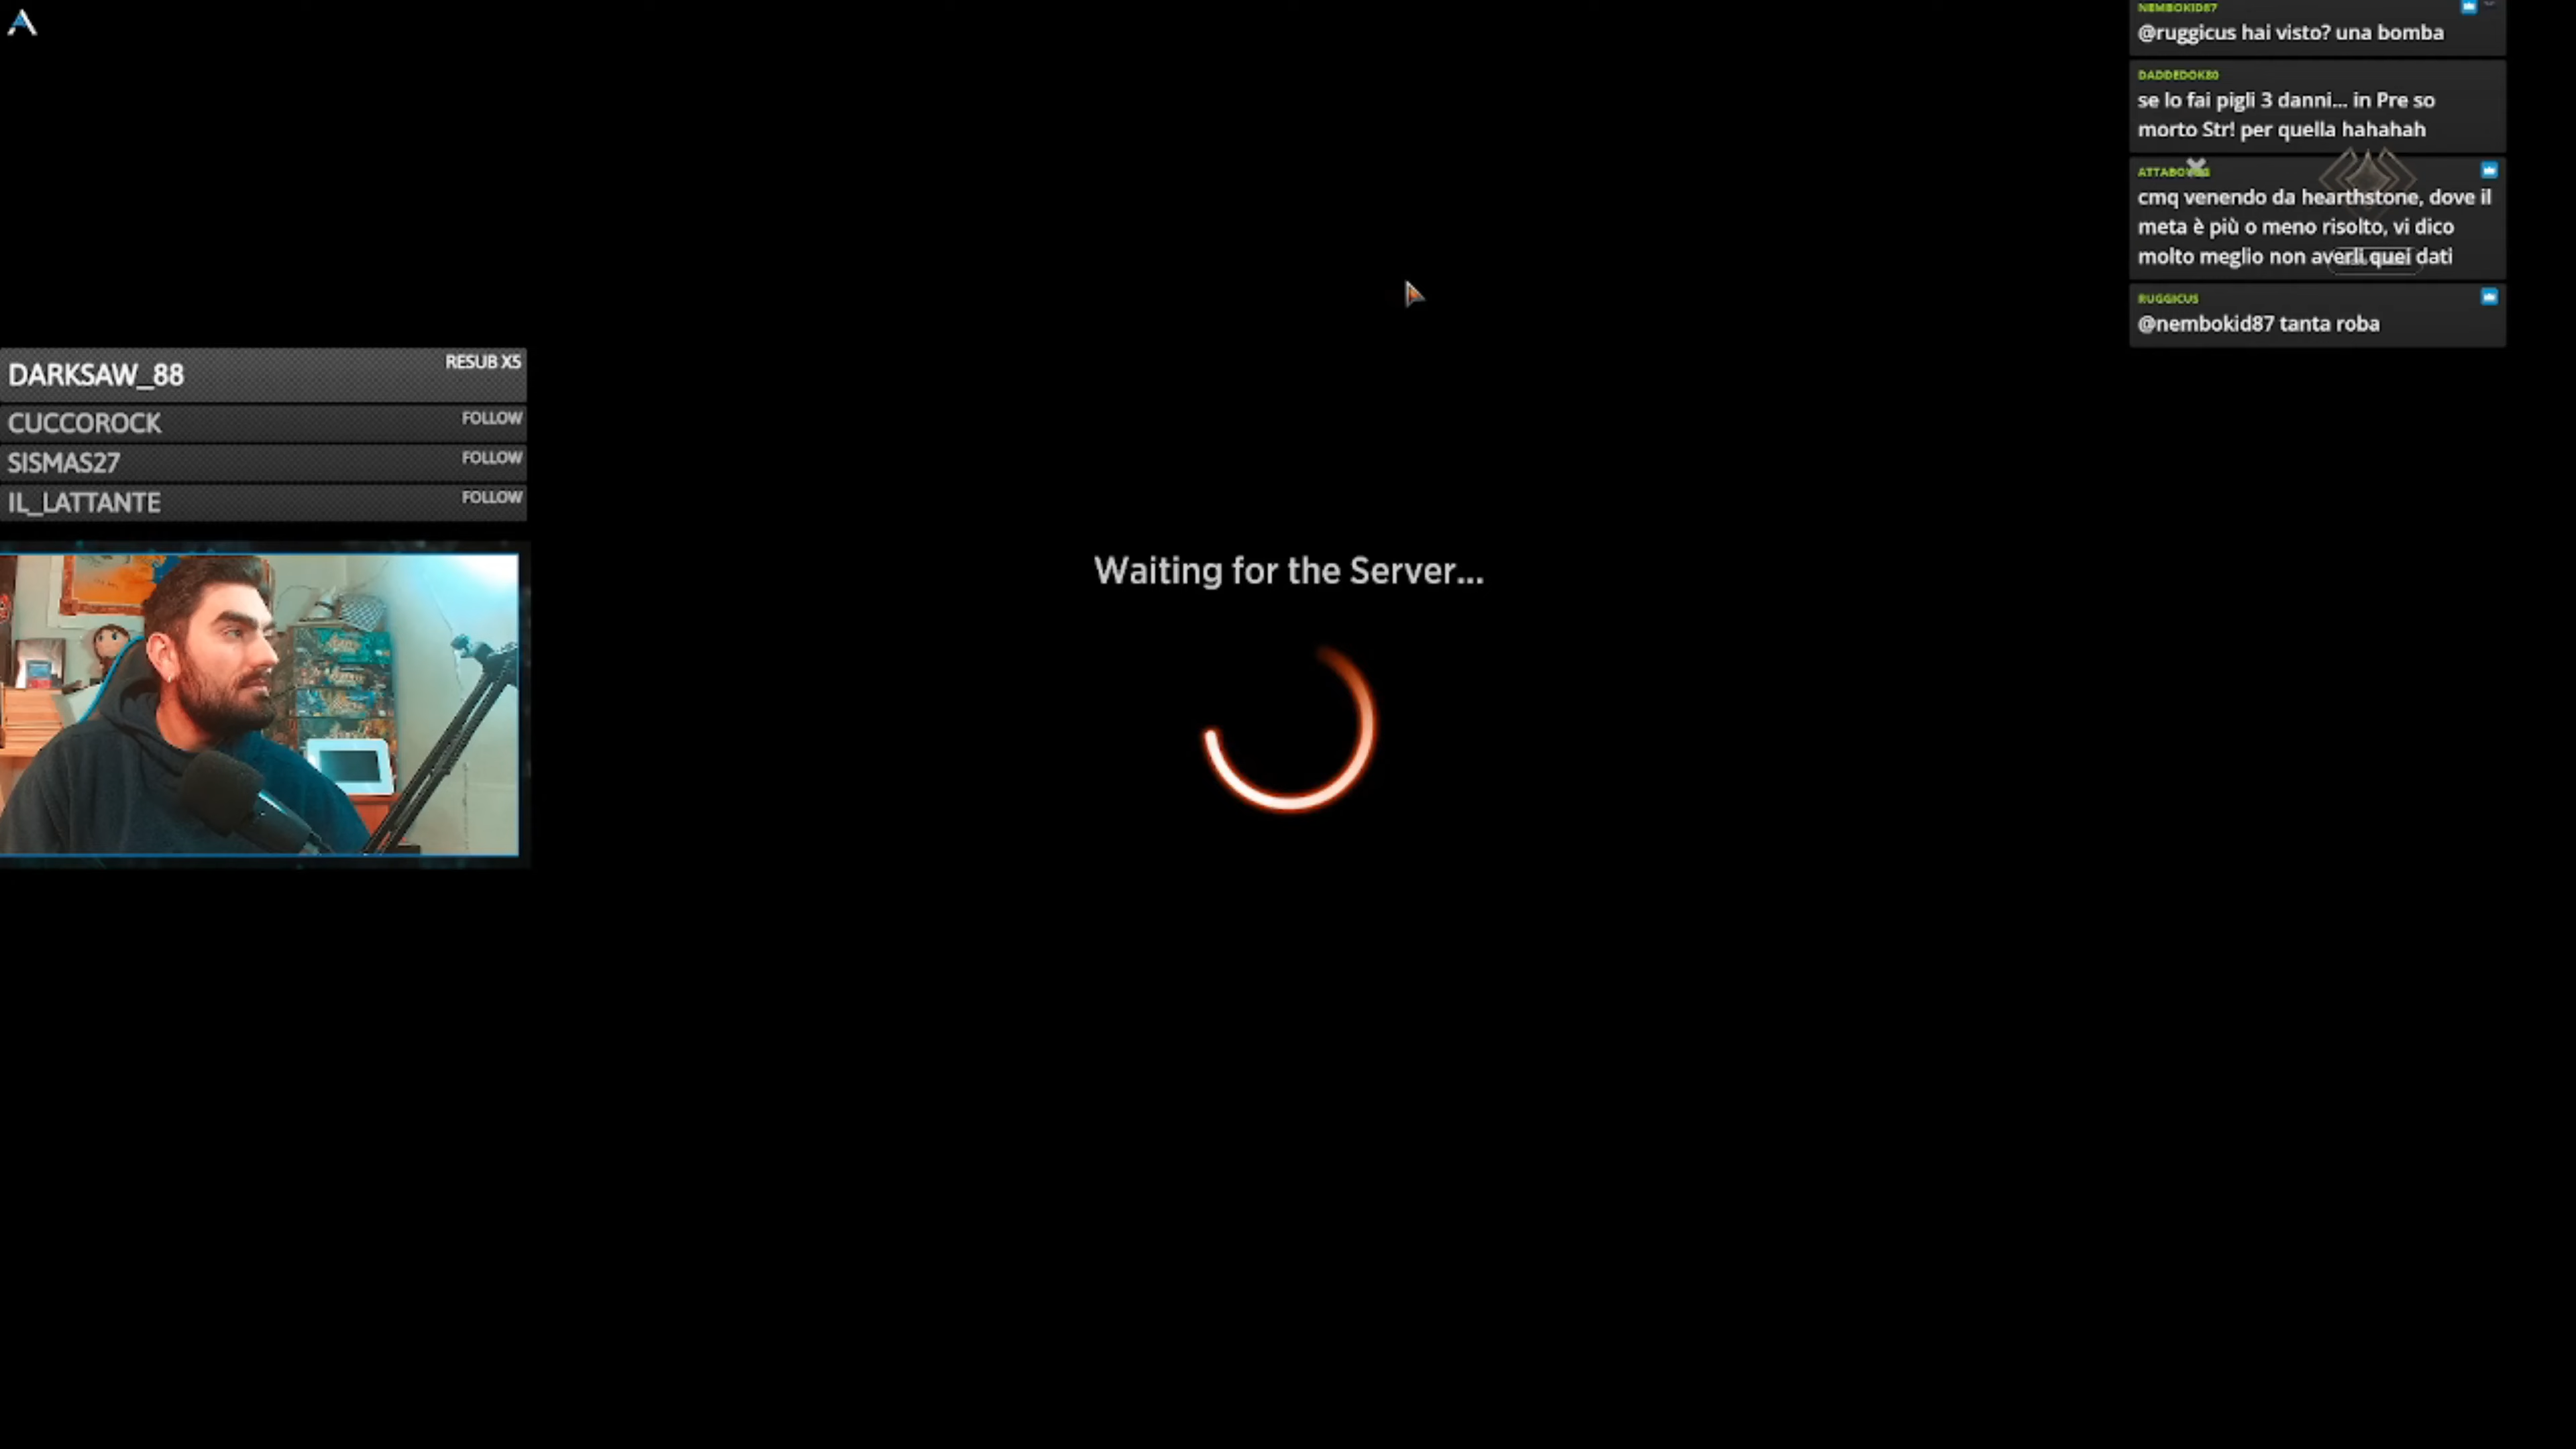 NEMBOKID87
@ruggicus hai visto? una bomba
DADDEDOK80
se lo fai pigli 3 danni... in Pre so
morto Str! per quella hahahah
cmq venendo da hearthstone, dove il
meta è più o meno risolto, vi dico
molto meglio non averli quei dati
RUGGICUS
@nembokid87 tanta roba
DARKSAW_88 RESUB X5
CUCCOROCK FOLLOW
SISMAS27 FOLLOW
IL_LATTANTE FOLLOW
Waiting for the Server...